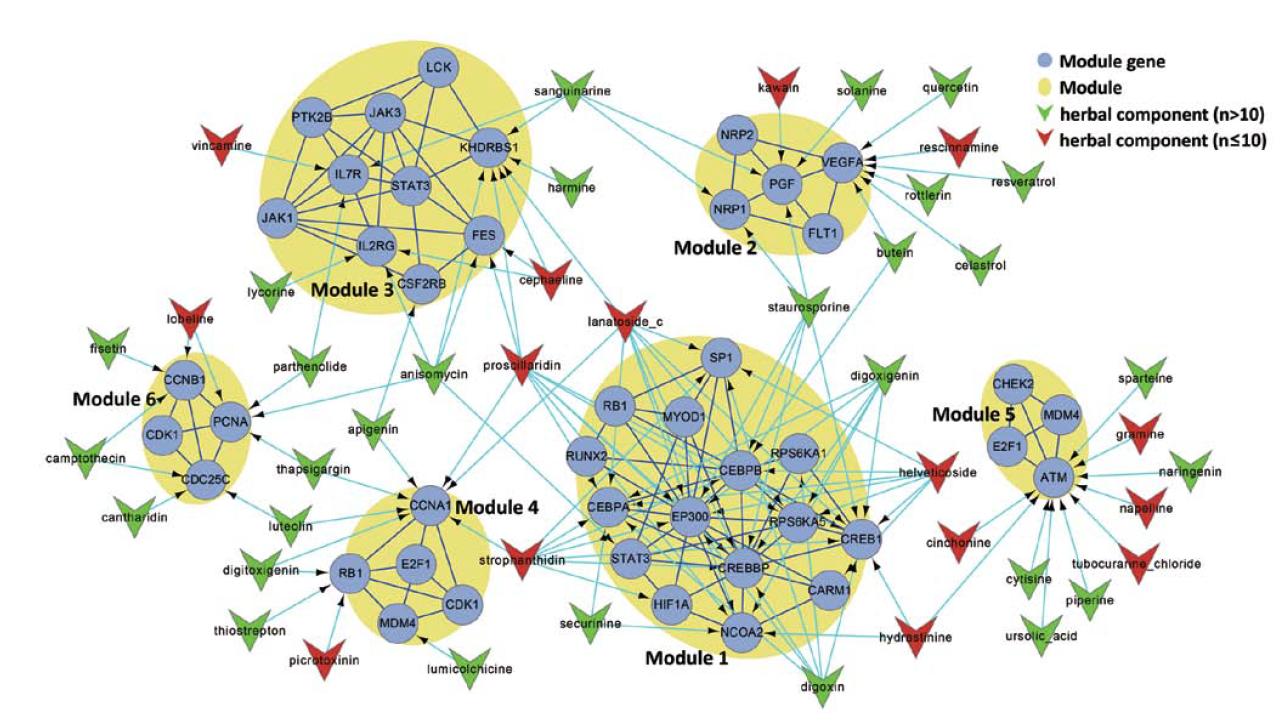 LCK
PTK2B
JAK3
KHDRBS1
IL7R
STAT3
JAK1
IL2RG
FES
CSF2RB
Module 3
sanguinarine
vincamine
harmine
lycorine
cephaeline
kawain
solanine
quercetin
NRP2
VEGFA
PGF
NRP1
FLT1
Module 2
rescinnamine
resveratrol
rottlerin
butein
celastrol
Module gene
Module
herbal component (n>10)
herbal component (n≤10)
staurosporine
lanatoside_c
lobeline
fisetin
parthenolide
anisomycin
proscillaridin
digoxigenin
CCNB1
PCNA
CDK1
CDC25C
Module 6
camptothecin
cantharidin
apigenin
thapsigargin
luteolin
SP1
RB1
MYOD1
RUNX2
CEBPB
RPS6KA1
CEBPA
EP300
RPS6KA5
CREB1
STAT3
CREBBP
HIF1A
CARM1
NCOA2
Module 1
CHEK2
MDM4
E2F1
ATM
Module 5
sparteine
gramine
naringenin
napelline
tubocurarine_chloride
helveticoside
cinchonine
cytisine
piperine
ursolic_acid
hydrastinine
CCNA1
Module 4
RB1
E2F1
CDK1
MDM4
digitoxigenin
thiostrepton
picrotoxinin
lumicolchicine
strophanthidin
securinine
digoxin